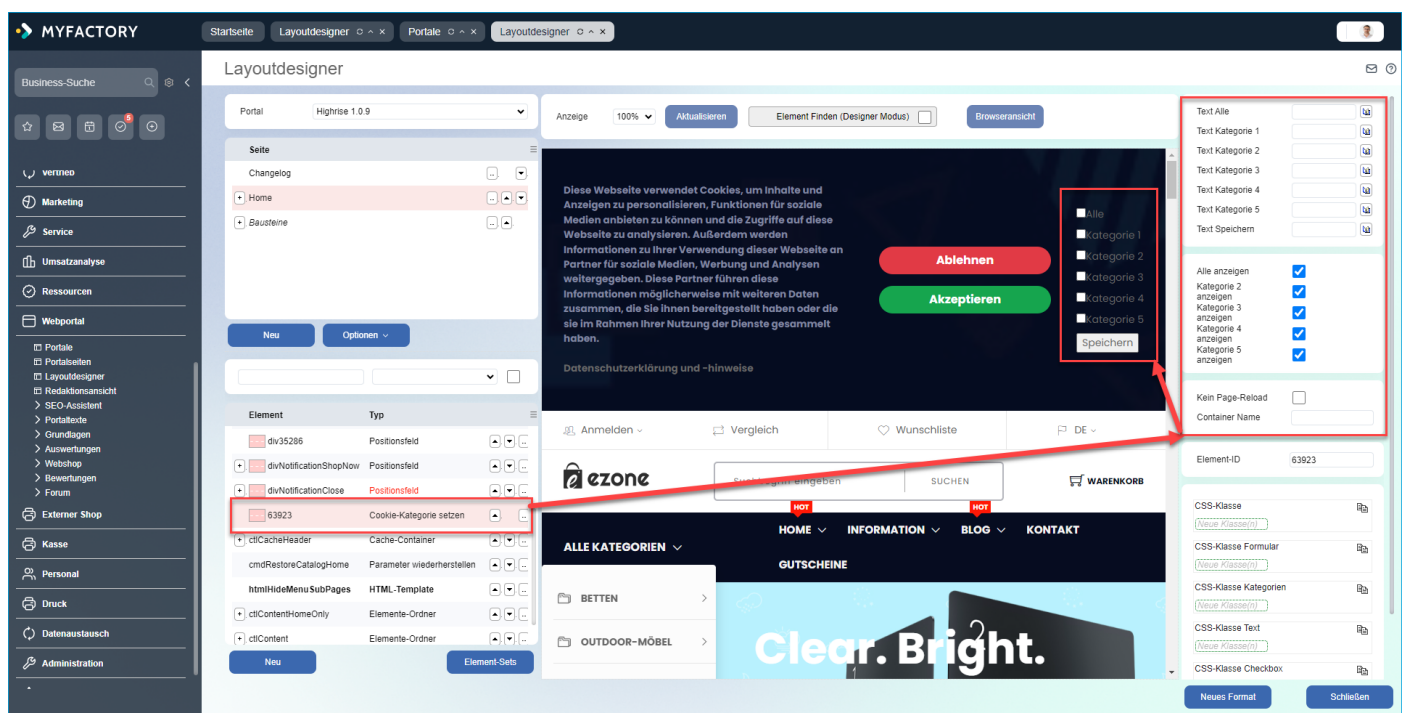 MYFACTORY
Startseite
Layoutdesigner
Portale
Layoutdesigner
Layoutdesigner
Business-Suche
5
Vertrieb
Marketing
Service
Umsatzanalyse
Ressourcen
Webportal
Portale
Portalseiten
Layoutdesigner
Redaktionsansicht
SEO-Assistent
Portaltexte
Grundlagen
Auswertungen
Webshop
Bewertungen
Forum
Externer Shop
Kasse
Personal
Druck
Datenaustausch
Administration
Portal Highrise 1.0.9
Seite
Changelog
Home
Bausteine
Neu
Optionen
Element Typ
div35286 Positionsfeld
divNotificationShopNow Positionsfeld
divNotificationClose Positionsfeld
63923 Cookie-Kategorie setzen
ctlCacheHeader Cache-Container
cmdRestoreCatalogHome Parameter wiederherstellen
htmlHideMenuSubPages HTML-Template
ctlContentHomeOnly Elemente-Ordner
ctlContent Elemente-Ordner
Neu
Element-Sets
Anzeige 100% Aktualisieren Element Finden (Designer Modus) Browseransicht
Diese Webseite verwendet Cookies, um Inhalte und
Anzeigen zu personalisieren, Funktionen für soziale
Medien anbieten zu können und die Zugriffe auf diese
Webseite zu analysieren. Außerdem werden
Informationen zu Ihrer Verwendung dieser Webseite an
Partner für soziale Medien, Werbung und Analysen
weitergegeben. Diese Partner führen diese
Informationen möglicherweise mit weiteren Daten
zusammen, die Sie ihnen bereitgestellt haben oder die
sie im Rahmen Ihrer Nutzung der Dienste gesammelt
haben.
Datenschutzerklärung und -hinweise
Ablehnen
Akzeptieren
Alle
Kategorie 1
Kategorie 2
Kategorie 3
Kategorie 4
Kategorie 5
Speichern
Anmelden
Vergleich
Wunschliste
DE
ezone
Suchbegriff eingeben
SUCHEN
WARENKORB
HOT
HOT
ALLE KATEGORIEN
HOME
INFORMATION
BLOG
KONTAKT
GUTSCHEINE
BETTEN
OUTDOOR-MÖBEL
Clear. Bright.
Text Alle
Text Kategorie 1
Text Kategorie 2
Text Kategorie 3
Text Kategorie 4
Text Kategorie 5
Text Speichern
Alle anzeigen
Kategorie 2
anzeigen
Kategorie 3
anzeigen
Kategorie 4
anzeigen
Kategorie 5
anzeigen
Kein Page-Reload
Container Name
Element-ID 63923
CSS-Klasse
(Neue Klasse(n)
CSS-Klasse Formular
(Neue Klasse(n)
CSS-Klasse Kategorien
(Neue Klasse(n)
CSS-Klasse Text
(Neue Klasse(n)
CSS-Klasse Checkbox
Neues Format
Schließen